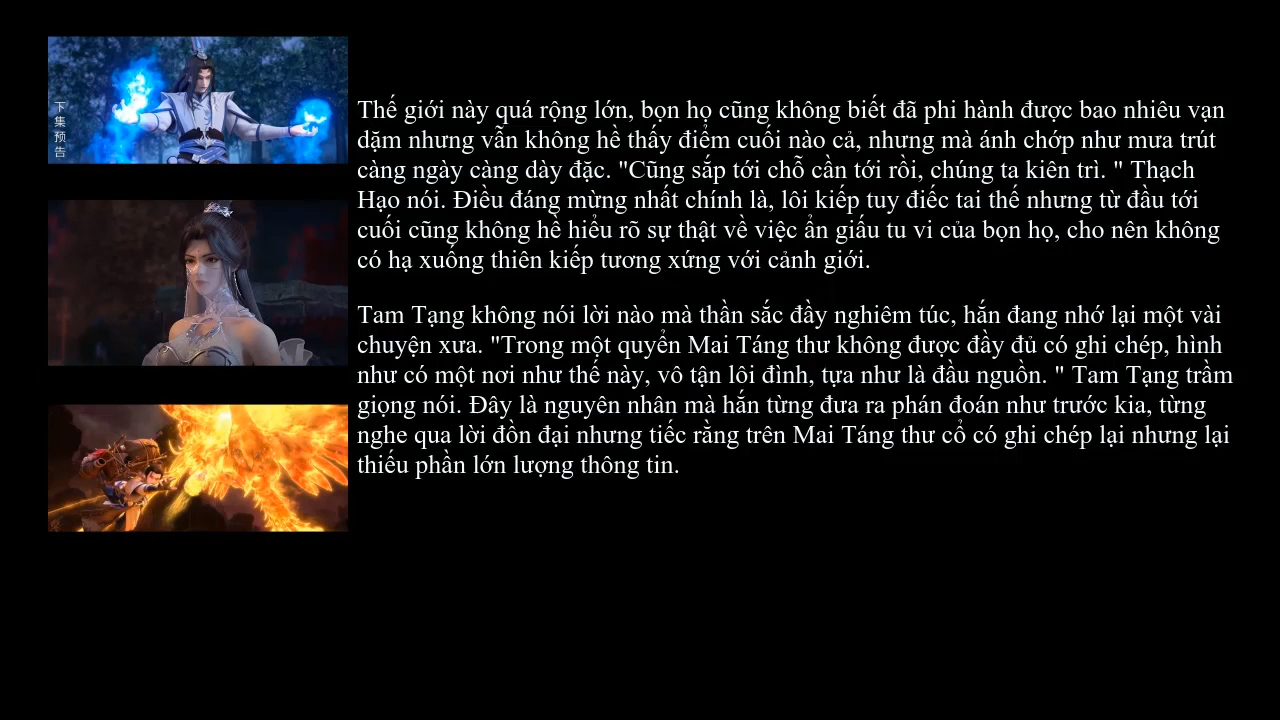 下集预告
Thế giới này quá rộng lớn, bọn họ cũng không biết đã phi hành được bao nhiêu vạn
dặm nhưng vẫn không hề thấy điểm cuối nào cả, nhưng mà ánh chớp như mưa trút
càng ngày càng dày đặc. "Cũng sắp tới chỗ cần tới rồi, chúng ta kiên trì. " Thạch
Hạo nói. Điều đáng mừng nhất chính là, lôi kiếp tuy điếc tai thế nhưng từ đầu tới
cuối cũng không hề hiểu rõ sự thật về việc ẩn giấu tu vi của bọn họ, cho nên không
có hạ xuống thiên kiếp tương xứng với cảnh giới.
Tam Tạng không nói lời nào mà thần sắc đầy nghiêm túc, hắn đang nhớ lại một vài
chuyện xưa. "Trong một quyển Mai Táng thư không được đầy đủ có ghi chép, hình
như có một nơi như thế này, vô tận lội đình, tựa như là đầu nguồn. " Tam Tạng trầm
giọng nói. Đây là nguyên nhân mà hắn từng đưa ra phán đoán như trước kia, từng
nghe qua lời đồn đại nhưng tiếc rằng trên Mai Táng thư cổ có ghi chép lại nhưng lại
thiếu phần lớn lượng thông tin.